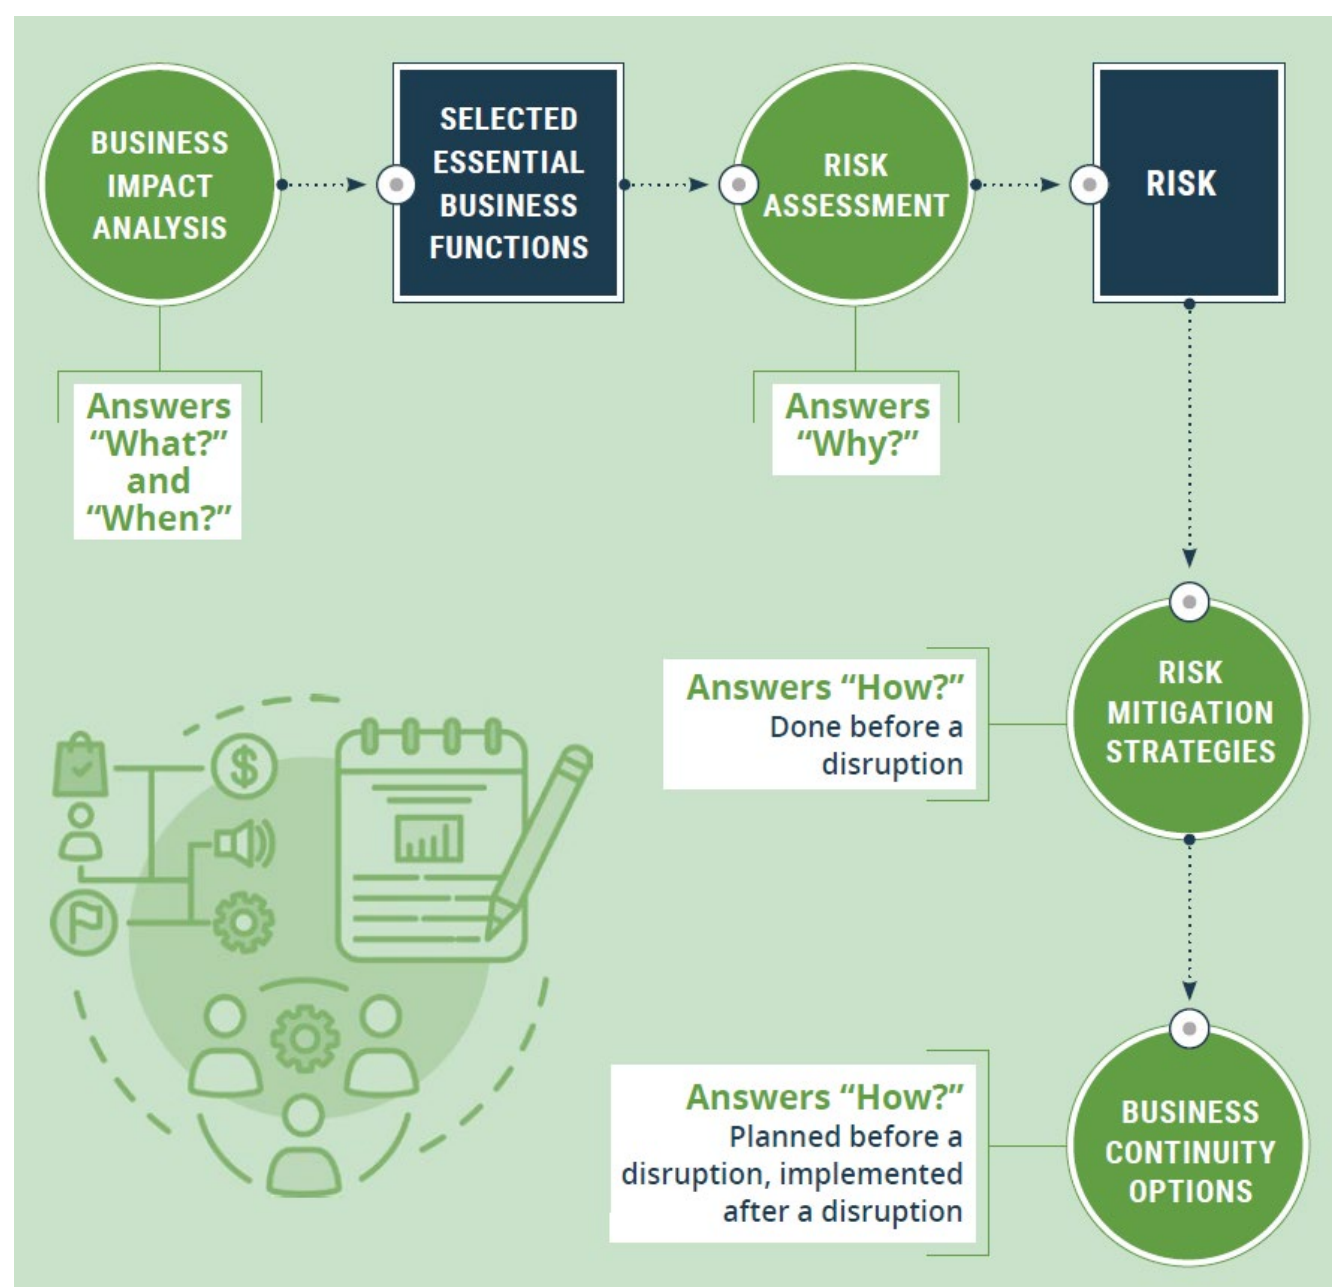 BUSINESS
IMPACT
ANALYSIS
SELECTED
ESSENTIAL
BUSINESS
FUNCTIONS
RISK
ASSESSMENT
RISK
Answers
“What?”
and
“When?”
Answers
“Why?”
Answers “How?”
Done before a
disruption
RISK
MITIGATION
STRATEGIES
Answers “How?”
Planned before a
disruption, implemented
after a disruption
BUSINESS
CONTINUITY
OPTIONS